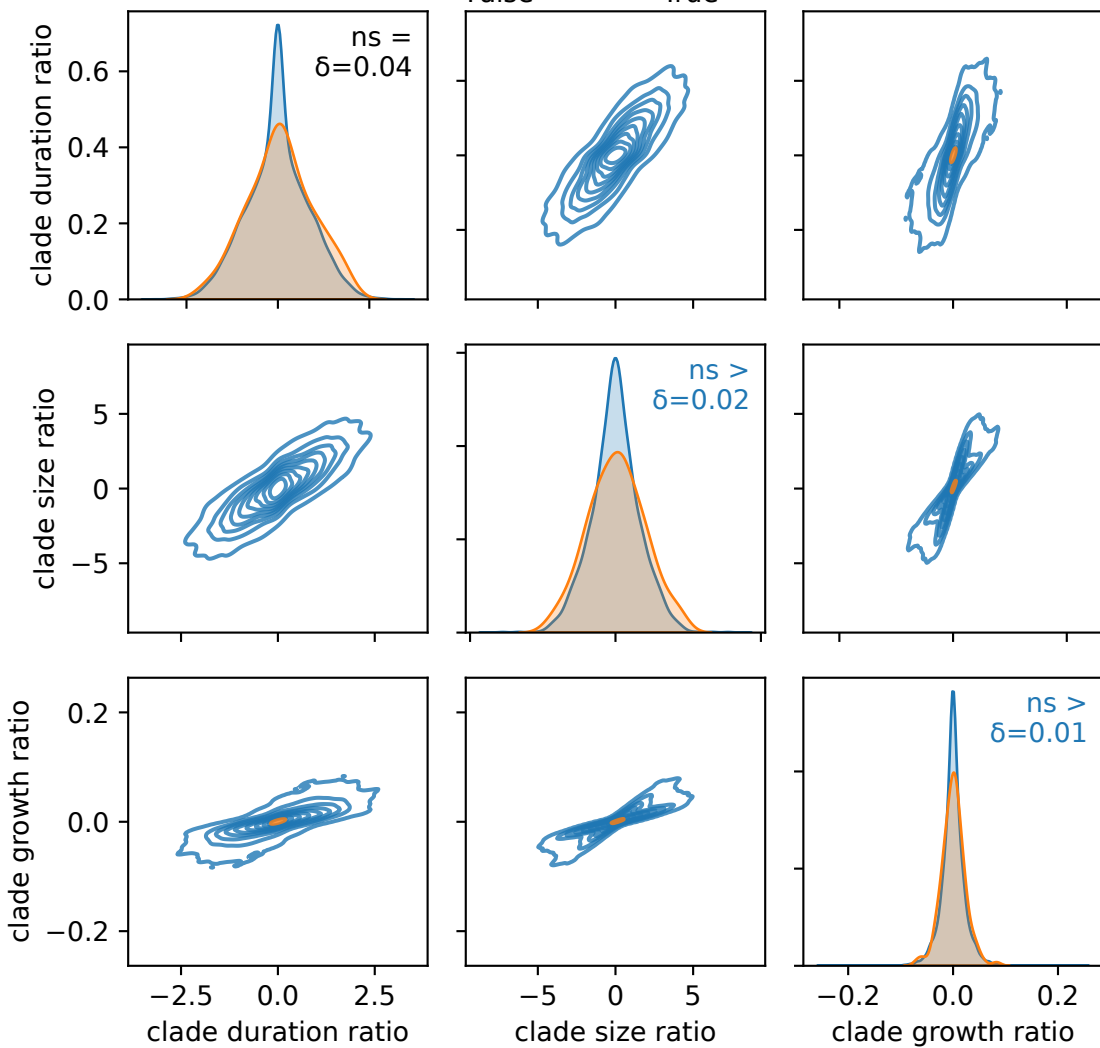 False True
clade duration ratio
0.6
0.4
0.2
0.0
ns =
δ=0.04
clade size ratio
5
0
−5
ns >
δ=0.02
clade growth ratio
0.2
0.0
−0.2
ns >
δ=0.01
−2.5 0.0 2.5
−5 0 5
−0.2 0.0 0.2
clade duration ratio
clade size ratio
clade growth ratio